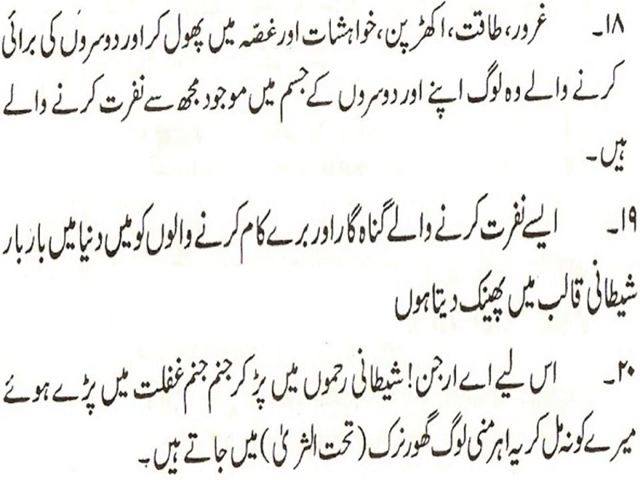 ۱۸۔ غرور، طاقت، اکھڑپن، خواہشات اور غصّہ میں پھول کر اور دوسروں کی برائی
کرنے والے وہ لوگ اپنے اور دوسروں کے جسم میں موجود مجھ سے نفرت کرنے والے
ہیں۔
۱۹۔ ایسے نفرت کرنے والے گناہ گار اور برے کام کرنے والوں کو میں دنیا میں بار بار
شیطانی قالب میں پھینک دیتا ہوں
۲۰۔ اس لیے اے ارجن! شیطانی رحموں میں پڑ کر جنم جنم غفلت میں پڑے ہوئے
میرے کو نہ مل کر یہ اہرمنی لوگ گھور نرک (تحت الثریٰ) میں جاتے ہیں۔